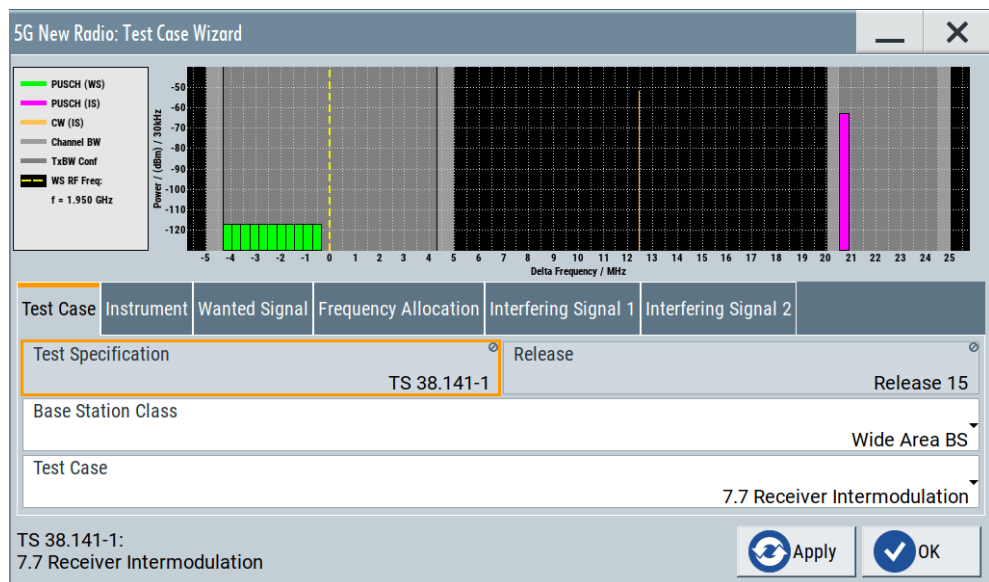 5G New Radio: Test Case Wizard
PUSCH (WS)
PUSCH (IS)
CW (IS)
Channel BW
TxBW Conf
WS RF Freq:
f = 1.950 GHz
Power / (dBm) / 30kHz
-50
-60
-70
-80
-90
-100
-110
-120
-5 -4 -3 -2 -1 0 1 2 3 4 5 6 7 8 9 10 11 12 13 14 15 16 17 18 19 20 21 22 23 24 25
Delta Frequency / MHz
Test Case Instrument Wanted Signal Frequency Allocation Interfering Signal 1 Interfering Signal 2
Test Specification
TS 38.141-1
Release
Release 15
Base Station Class
Wide Area BS
Test Case
7.7 Receiver Intermodulation
TS 38.141-1:
7.7 Receiver Intermodulation
Apply
OK